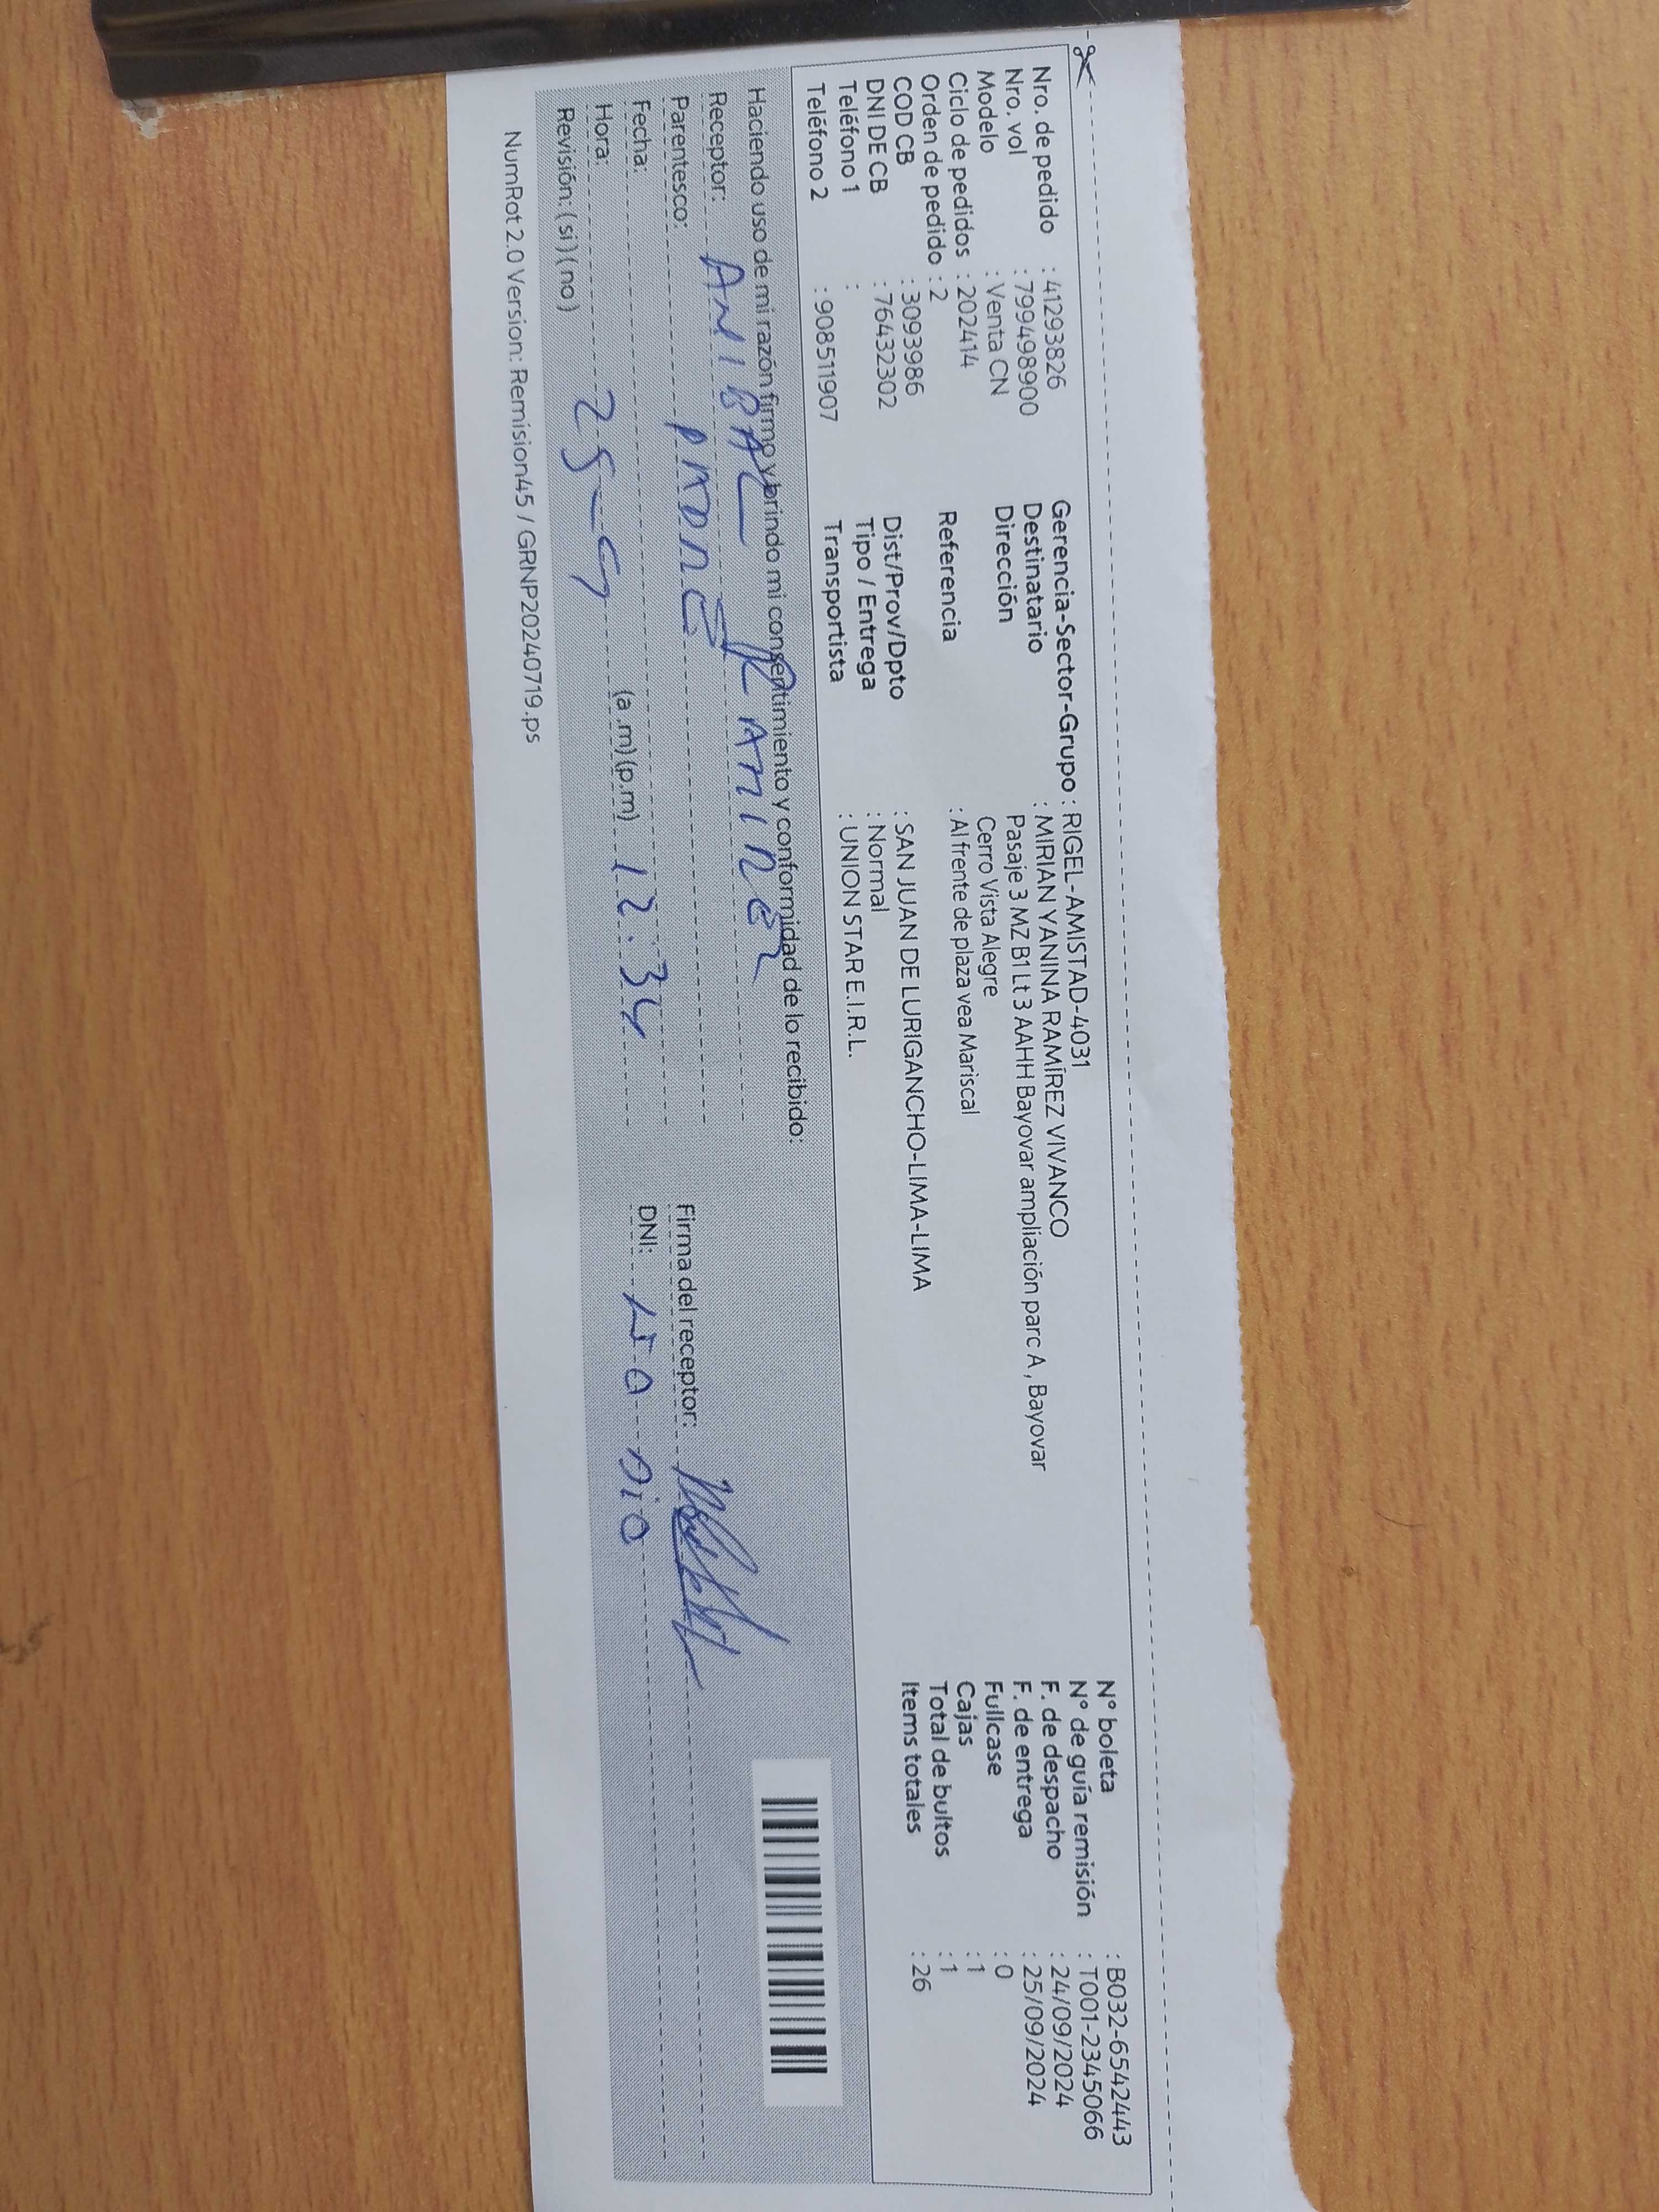 Nro. de pedido : 41293826
Nro. vol : 799498900
Modelo : Venta CN
Ciclo de pedidos : 202414
Orden de pedido : 2
COD CB : 3093986
DNI DE CB : 76432302
Teléfono 1 :
Teléfono 2 : 908511907
Gerencia-Sector-Grupo : RIGEL-AMISTAD-4031
Destinatario : MIRIAN YANINA RAMÍREZ VIVANCO
Dirección Pasaje 3 MZ B1 Lt 3 AAHH Bayovar ampliación parc A , Bayovar
Cerro Vista Alegre
Referencia : Al frente de plaza vea Mariscal
Dist/Prov/Dpto : SAN JUAN DE LURIGANCHO-LIMA-LIMA
Tipo / Entrega : Normal
Transportista : UNION STAR E.I.R.L.
N° boleta : B032-6542443
N° de guía remisión : T001-2345066
F. de despacho : 24/09/2024
F. de entrega : 25/09/2024
Fullcase : 0
Cajas : 1
Total de bultos : 1
Items totales : 26
Haciendo uso de mi razón firmo y brindo mi consentimiento y conformidad de lo recibido:
Receptor: ANIBAL RAMIREZ
Parentesco: PADRE
Fecha:
Hora: 25-9 (a.m)(p.m) 12:34
Revisión: (si) (no)
Firma del receptor:
DNI: NO DIO
NumRot 2.0 Version: Remision45 / GRNP20240719.ps